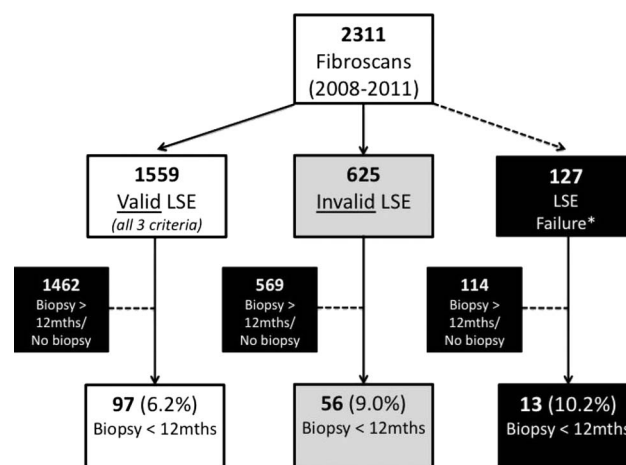 2311
Fibroscans
(2008-2011)
1559
Valid LSE
(all 3 criteria)
625
Invalid LSE
127
LSE
Failure*
1462
Biopsy >
12mths/
No biopsy
569
Biopsy >
12mths/
No biopsy
114
Biopsy >
12mths/
No biopsy
97 (6.2%)
Biopsy < 12mths
56 (9.0%)
Biopsy < 12mths
13 (10.2%)
Biopsy < 12mths